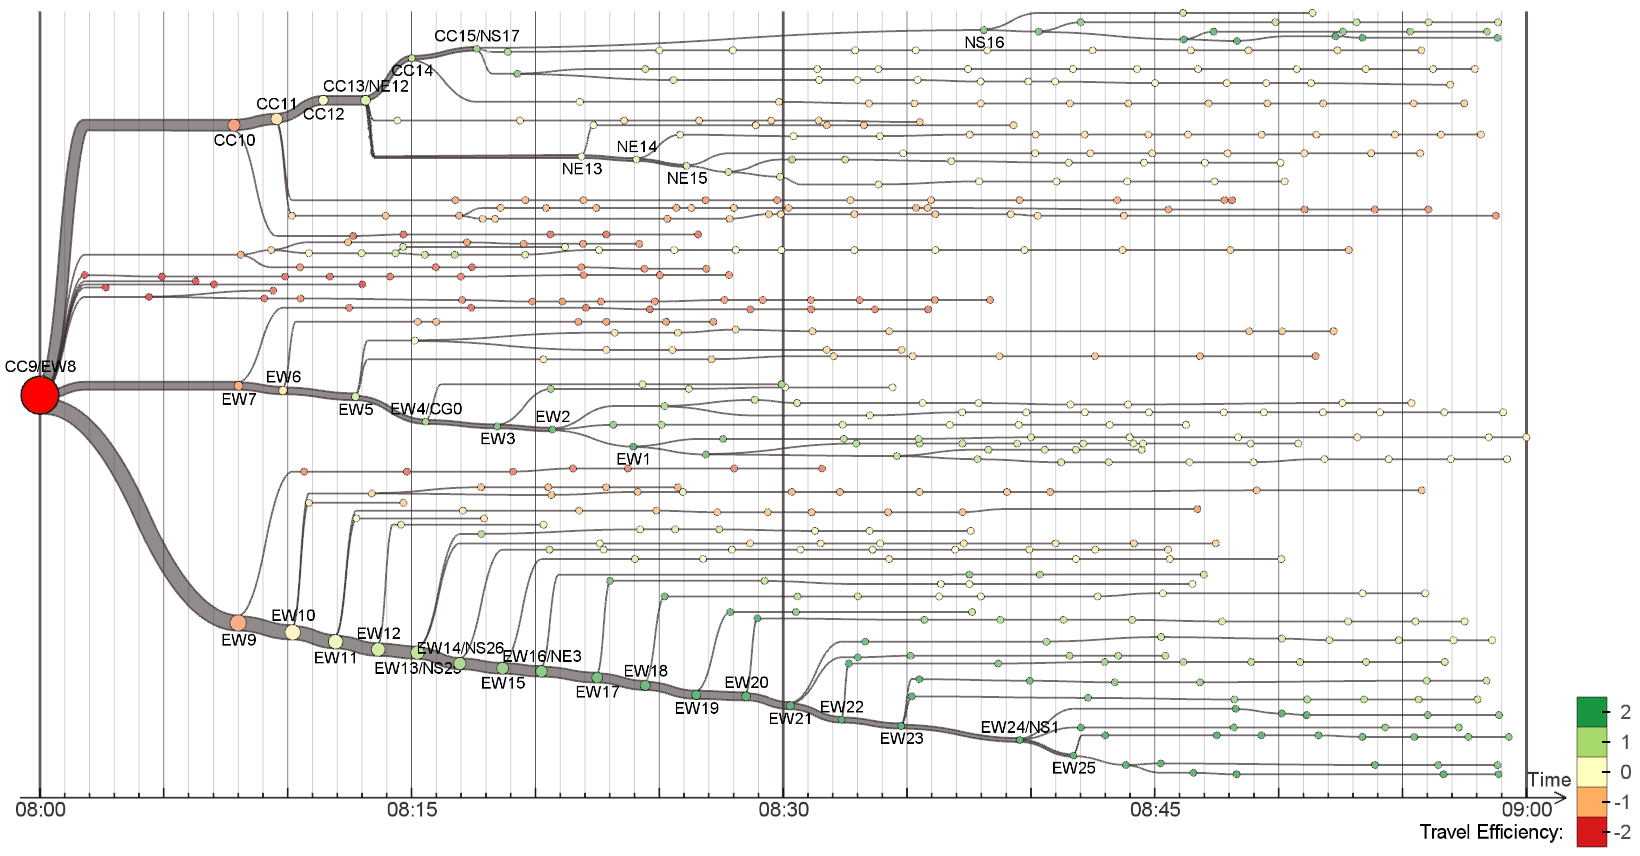 CC15/NS17
NS16
CC14
CC13/NE12
CC11
CC12
CC10
NE14
NE13
NE15
CC9/EW8
EW6
EW7
EW5
EW4/CG0
EW2
EW3
EW1
EW10
EW9
EW12
EW11
EW14/NS26
EW13/NS25
EW16/NE3
EW15
EW18
EW17
EW20
EW19
EW22
EW21
EW24/NS1
EW23
EW25
2
1
0
-1
-2
Time
08:00
08:15
08:30
08:45
09:00
Travel Efficiency: